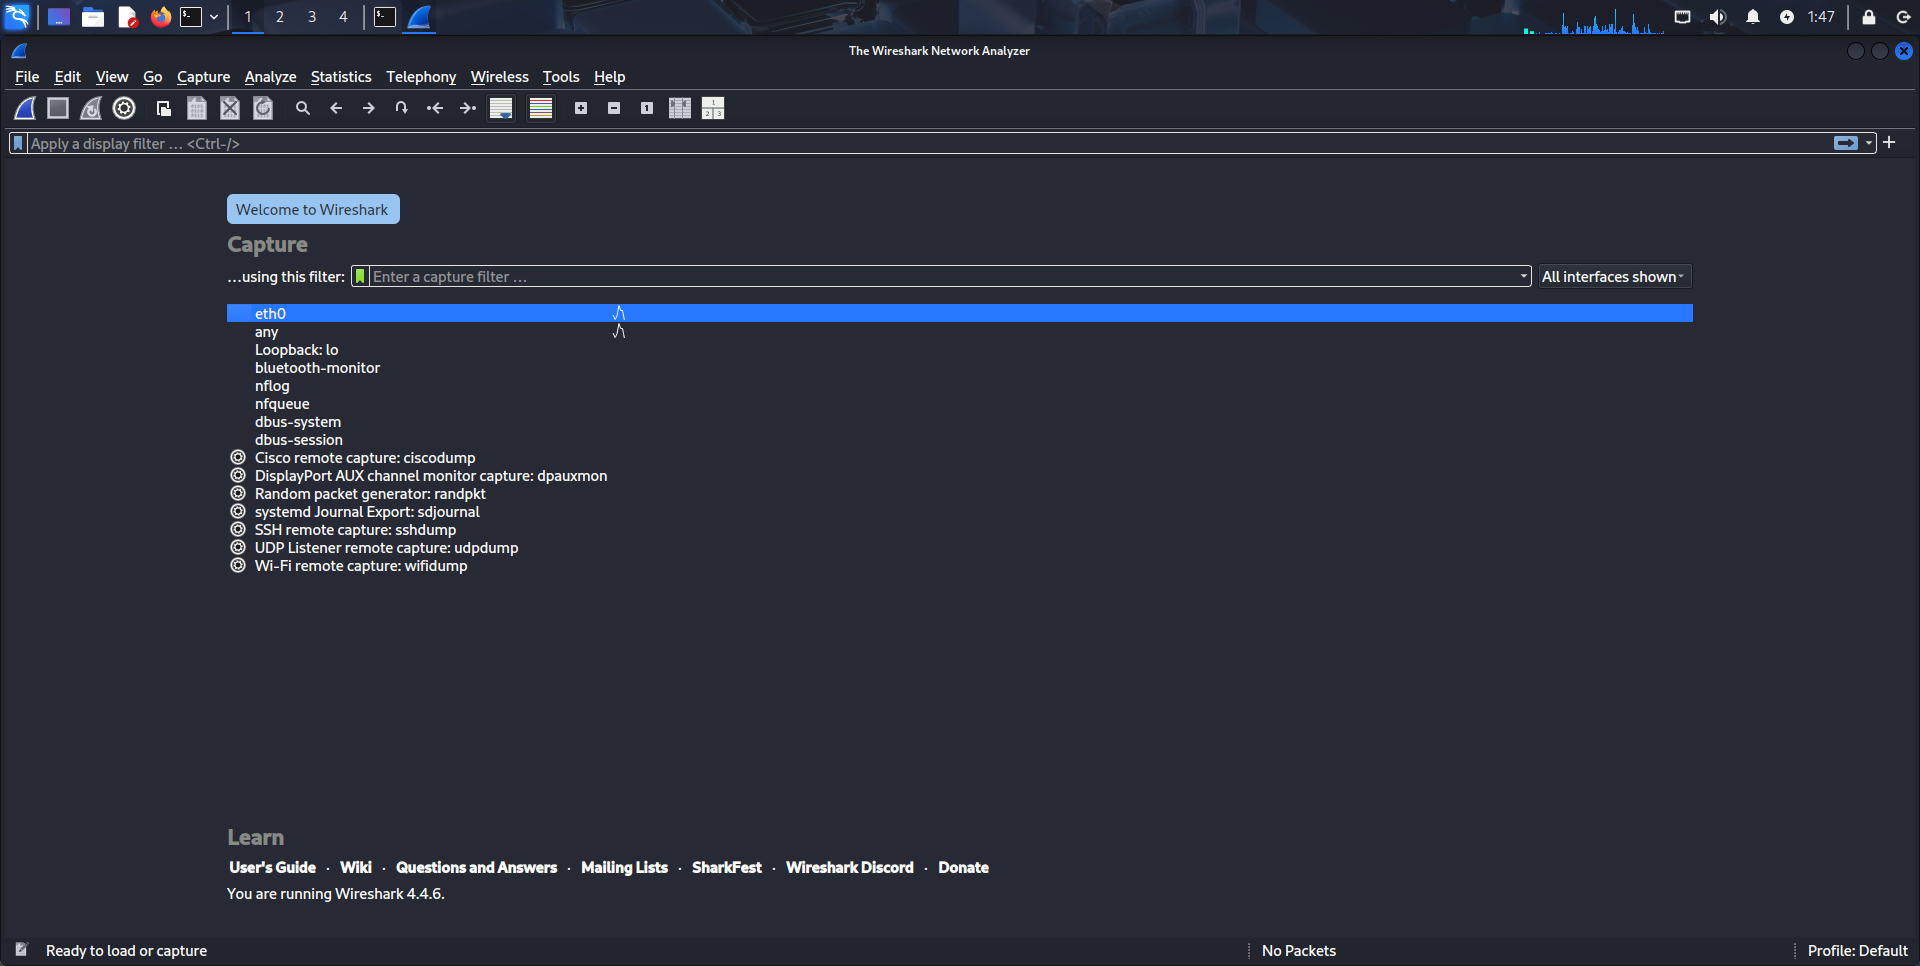 1 2 3 4 1:47
The Wireshark Network Analyzer
File Edit View Go Capture Analyze Statistics Telephony Wireless Tools Help
Apply a display filter … <Ctrl-/>
Welcome to Wireshark
Capture
…using this filter: Enter a capture filter … All interfaces shown
eth0
any
Loopback: lo
bluetooth-monitor
nflog
nfqueue
dbus-system
dbus-session
Cisco remote capture: ciscodump
DisplayPort AUX channel monitor capture: dpauxmon
Random packet generator: randpkt
systemd Journal Export: sdjournal
SSH remote capture: sshdump
UDP Listener remote capture: udpdump
Wi-Fi remote capture: wifidump
Learn
User's Guide · Wiki · Questions and Answers · Mailing Lists · SharkFest · Wireshark Discord · Donate
You are running Wireshark 4.4.6.
Ready to load or capture No Packets Profile: Default